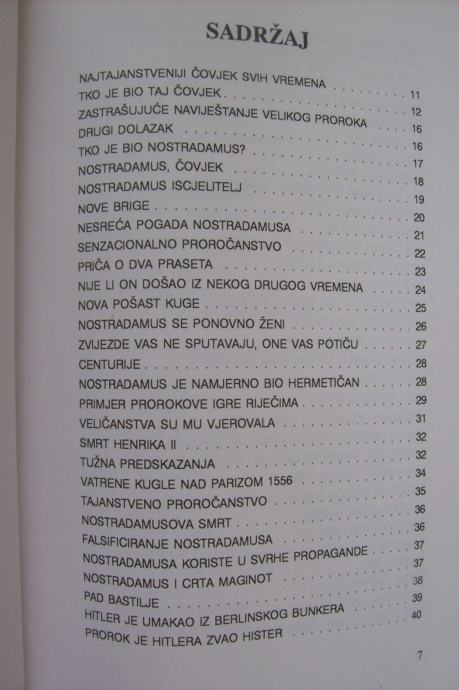 SADRŽAJ
NAJTAJANSTVENIJI ČOVJEK SVIH VREMENA . . . . . . . . . 11
TKO JE BIO TAJ ČOVJEK . . . . . . . . . . . . . . . . . . . . 12
ZASTRAŠUJUĆE NAVIJEŠTANJE VELIKOG PROROKA . . . . 16
DRUGI DOLAZAK . . . . . . . . . . . . . . . . . . . . . . . . 16
TKO JE BIO NOSTRADAMUS? . . . . . . . . . . . . . . . . . 17
NOSTRADAMUS, ČOVJEK . . . . . . . . . . . . . . . . . . . . 18
NOSTRADAMUS ISCJELITELJ . . . . . . . . . . . . . . . . . . 19
NOVE BRIGE . . . . . . . . . . . . . . . . . . . . . . . . . . 20
NESREĆA POGADA NOSTRADAMUSA . . . . . . . . . . . . . 21
SENZACIONALNO PROROČANSTVO . . . . . . . . . . . . . . 22
PRIČA O DVA PRASETA . . . . . . . . . . . . . . . . . . . . 23
NIJE LI ON DOŠAO IZ NEKOG DRUGOG VREMENA . . . . . 24
NOVA POŠAST KUGE . . . . . . . . . . . . . . . . . . . . . . 25
NOSTRADAMUS SE PONOVNO ŽENI . . . . . . . . . . . . . . 26
ZVIJEZDE VAS NE SPUTAVAJU, ONE VAS POTIČU . . . . . . 27
CENTURIJE . . . . . . . . . . . . . . . . . . . . . . . . . . . 28
NOSTRADAMUS JE NAMJERNO BIO HERMETIČAN . . . . . . 28
PRIMJER PROROKOVE IGRE RIJEČIMA . . . . . . . . . . . . 29
VELIČANSTVA SU MU VJEROVALA . . . . . . . . . . . . . . . 31
SMRT HENRIKA II . . . . . . . . . . . . . . . . . . . . . . . 32
TUŽNA PREDSKAZANJA . . . . . . . . . . . . . . . . . . . . 32
VATRENE KUGLE NAD PARIZOM 1556 . . . . . . . . . . . . . 34
TAJANSTVENO PROROČANSTVO . . . . . . . . . . . . . . . . 35
NOSTRADAMUSOVA SMRT . . . . . . . . . . . . . . . . . . . 36
FALSIFICIRANJE NOSTRADAMUSA . . . . . . . . . . . . . . . 36
NOSTRADAMUSA KORISTE U SVRHE PROPAGANDE . . . . . 37
NOSTRADAMUS I CRTA MAGINOT . . . . . . . . . . . . . . . 37
PAD BASTILJE . . . . . . . . . . . . . . . . . . . . . . . . . . 38
HITLER JE UMAKAO IZ BERLINSKOG BUNKERA . . . . . . . . 39
PROROK JE HITLERA ZVAO HISTER . . . . . . . . . . . . . . 40
7